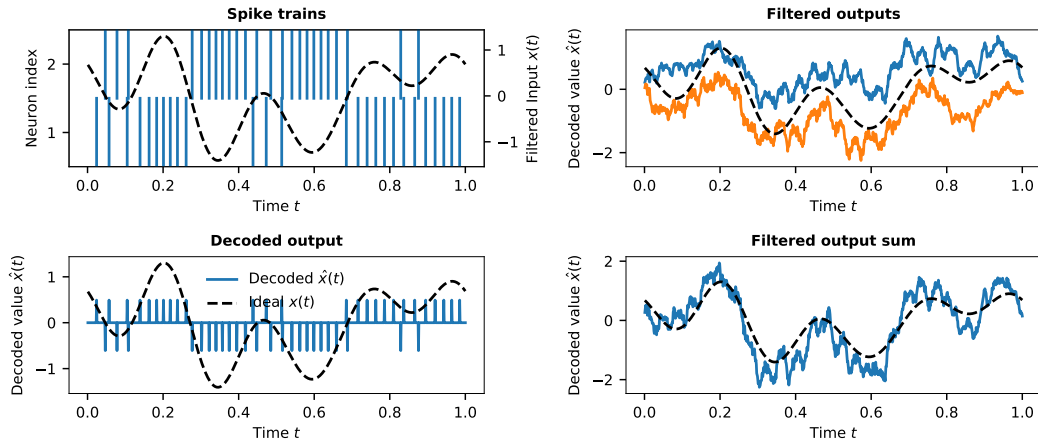 Spike trains
Neuron index
2
1
Filtered Input x(t)
1
0
−1
0.0 0.2 0.4 0.6 0.8 1.0
Time t
Filtered outputs
Decoded value x̂(t)
0
−2
0.0 0.2 0.4 0.6 0.8 1.0
Time t
Decoded output
Decoded value x̂(t)
1
0
−1
Decoded x̂(t)
Ideal x(t)
0.0 0.2 0.4 0.6 0.8 1.0
Time t
Filtered output sum
Decoded value x̂(t)
2
0
−2
0.0 0.2 0.4 0.6 0.8 1.0
Time t